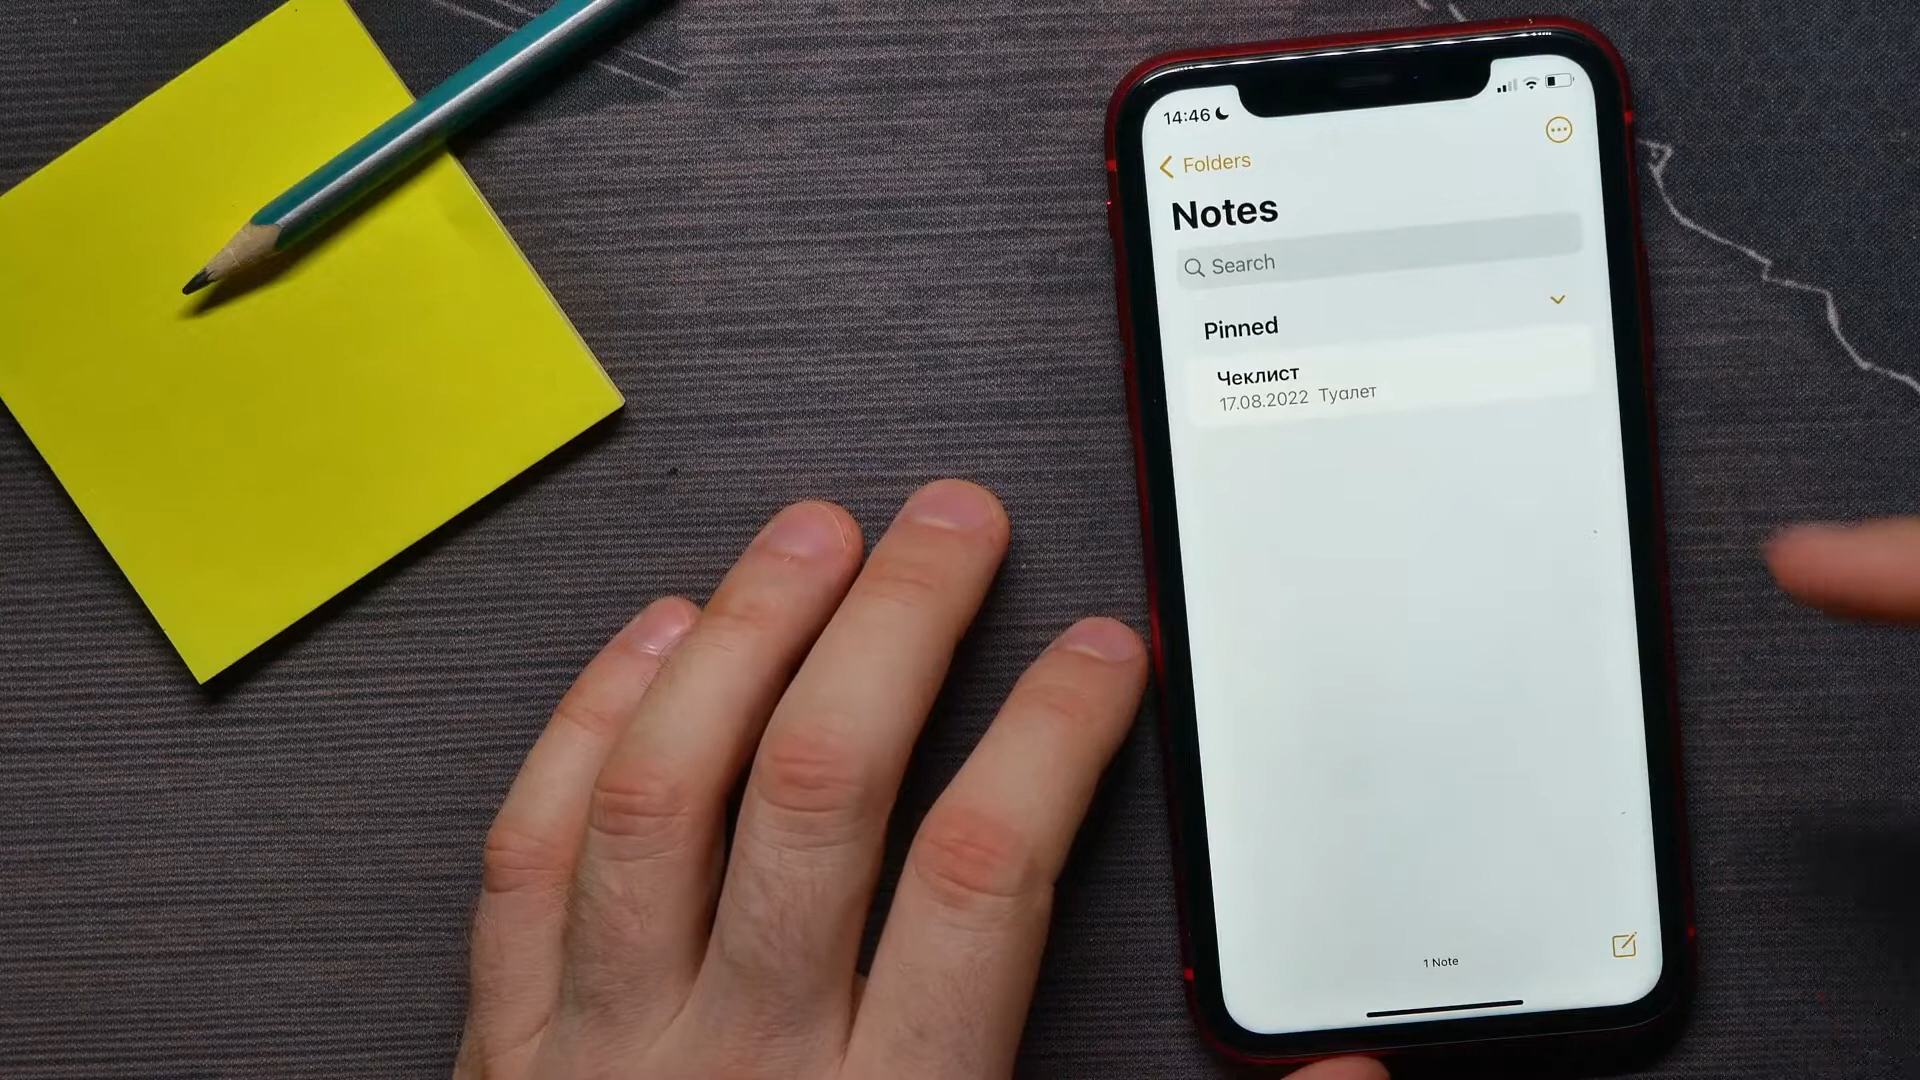 14:46
Folders
Notes
Search
Pinned
Чеклист
17.08.2022 Туалет
1 Note